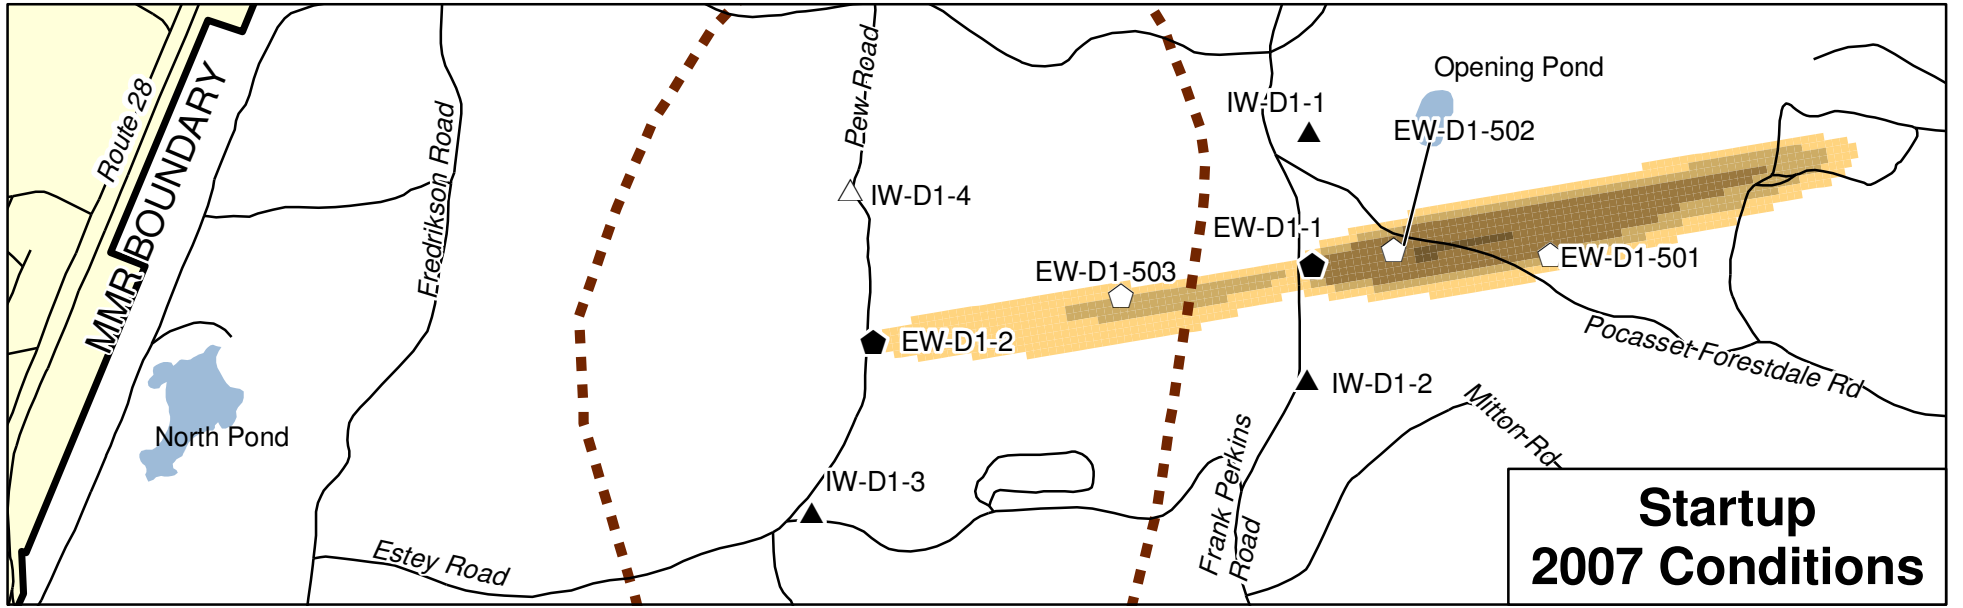 Route 28
MMR BOUNDARY
Fredrikson Road
Pew Road
IW-D1-1
Opening Pond
EW-D1-502
IW-D1-4
EW-D1-1
EW-D1-503
EW-D1-501
EW-D1-2
Pocasset-Forestdale Rd
IW-D1-2
Mitton Rd
North Pond
IW-D1-3
Frank Perkins
Road
Estey Road
Startup
2007 Conditions